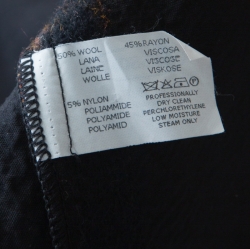 50% WOOL
LANA
LAINE
WOLLE
45% RAYON
VISCOSA
VISCOSE
VISKOSE
5% NYLON
POLIAMMIDE
POLYAMIDE
POLYAMID
PROFESSIONALLY
DRY CLEAN
PERCHLORETHYLENE
LOW MOISTURE
STEAM ONLY